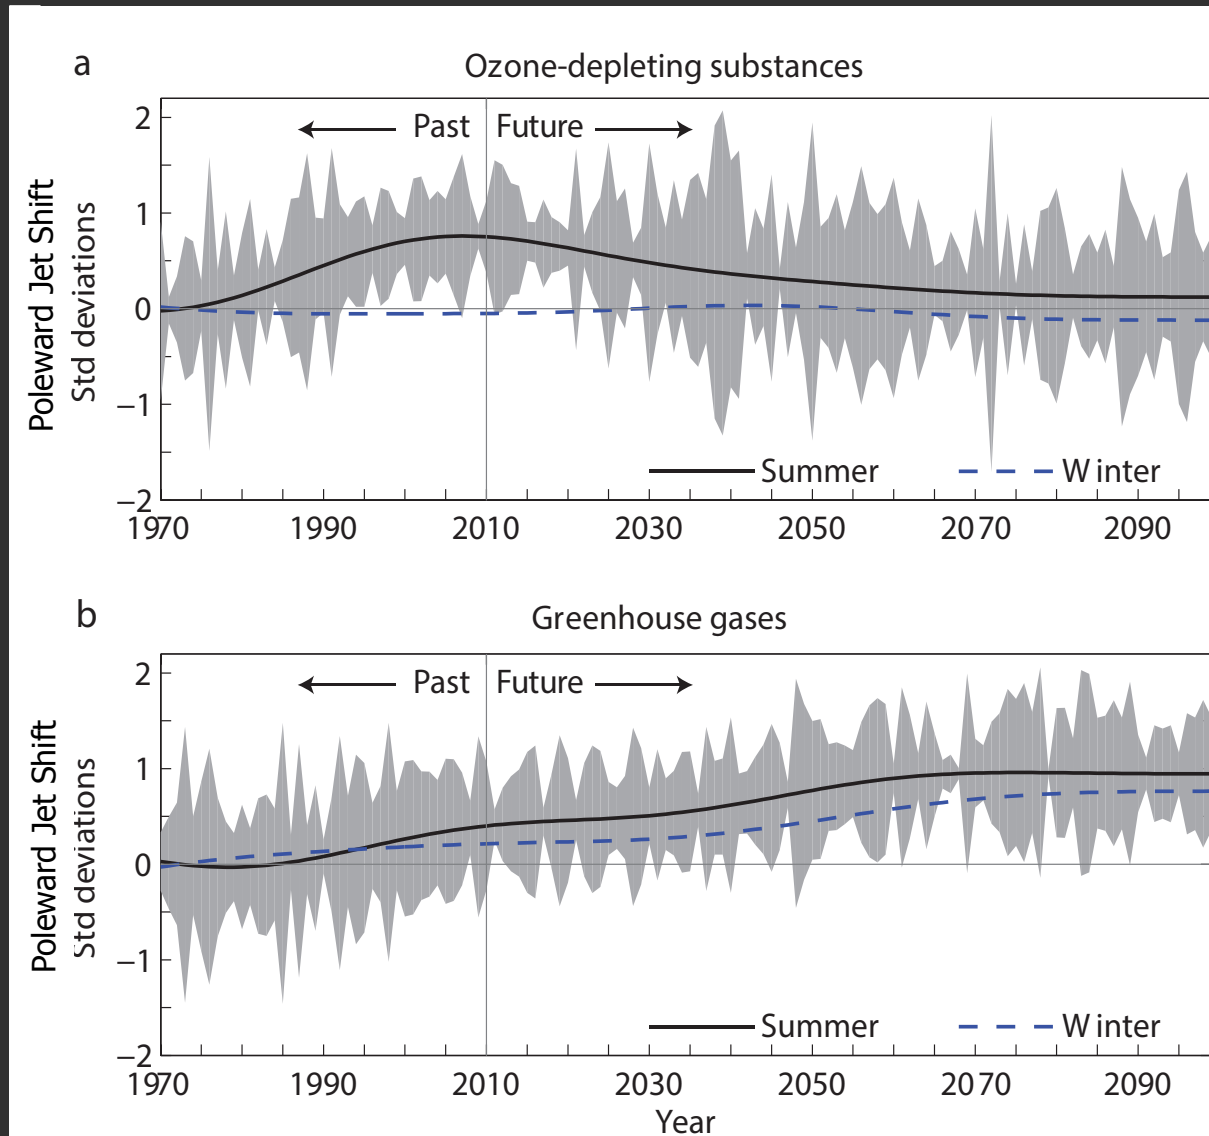 a
Ozone-depleting substances
Past Future
Poleward Jet Shift
Std deviations
2
1
0
−1
−2
Summer Winter
1970 1990 2010 2030 2050 2070 2090
b
Greenhouse gases
Past Future
Poleward Jet Shift
Std deviations
2
1
0
−1
−2
Summer Winter
1970 1990 2010 2030 2050 2070 2090
Year